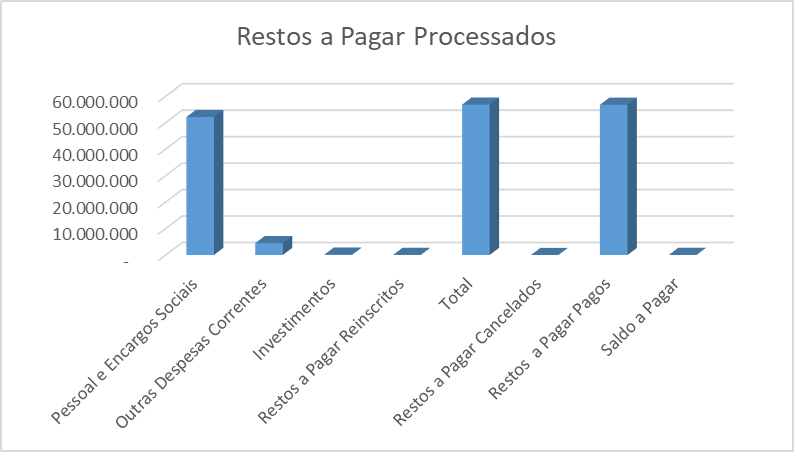 Restos a Pagar Processados
60.000.000
50.000.000
40.000.000
30.000.000
20.000.000
10.000.000
-
Pessoal e Encargos Sociais
Outras Despesas Correntes
Investimentos
Restos a Pagar Reinscritos
Total
Restos a Pagar Cancelados
Restos a Pagar Pagos
Saldo a Pagar